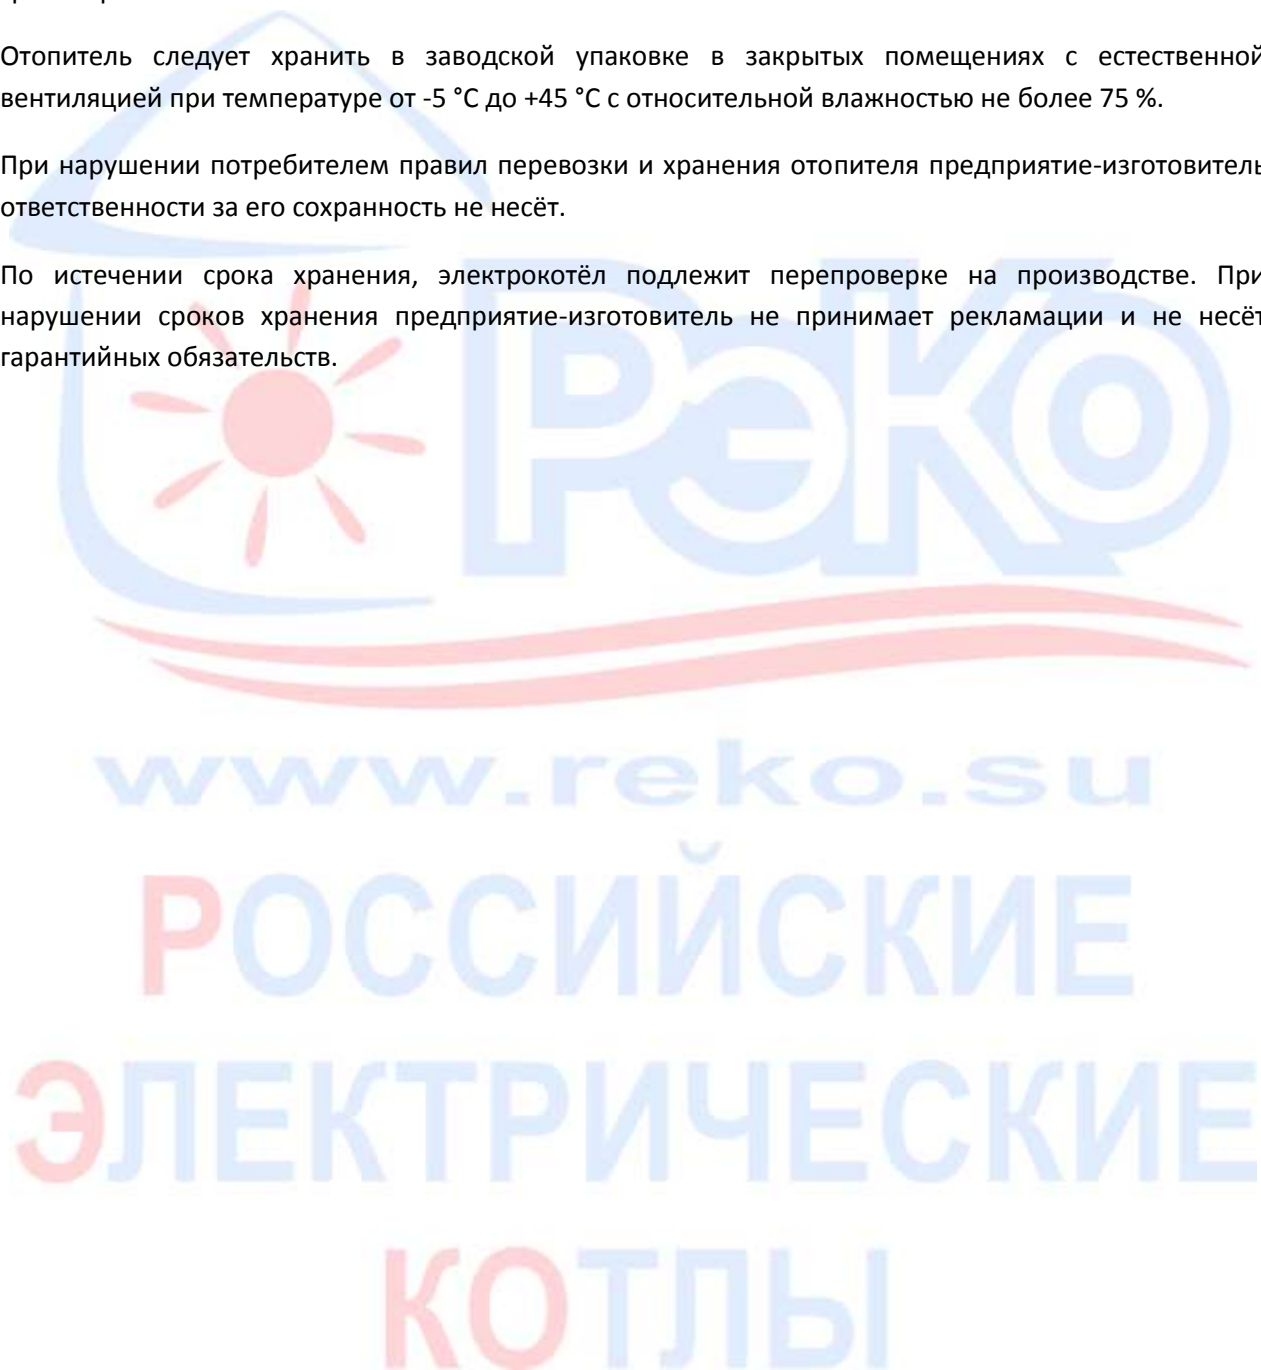 Отопитель следует хранить в заводской упаковке в закрытых помещениях с естественной
вентиляцией при температуре от -5 °С до +45 °С с относительной влажностью не более 75 %.
При нарушении потребителем правил перевозки и хранения отопителя предприятие-изготовитель
ответственности за его сохранность не несёт.
По истечении срока хранения, электрокотёл подлежит перепроверке на производстве. При
нарушении сроков хранения предприятие-изготовитель не принимает рекламации и не несёт
гарантийных обязательств.
РЭКО
www.reko.su
РОССИЙСКИЕ
ЭЛЕКТРИЧЕСКИЕ
КОТЛЫ